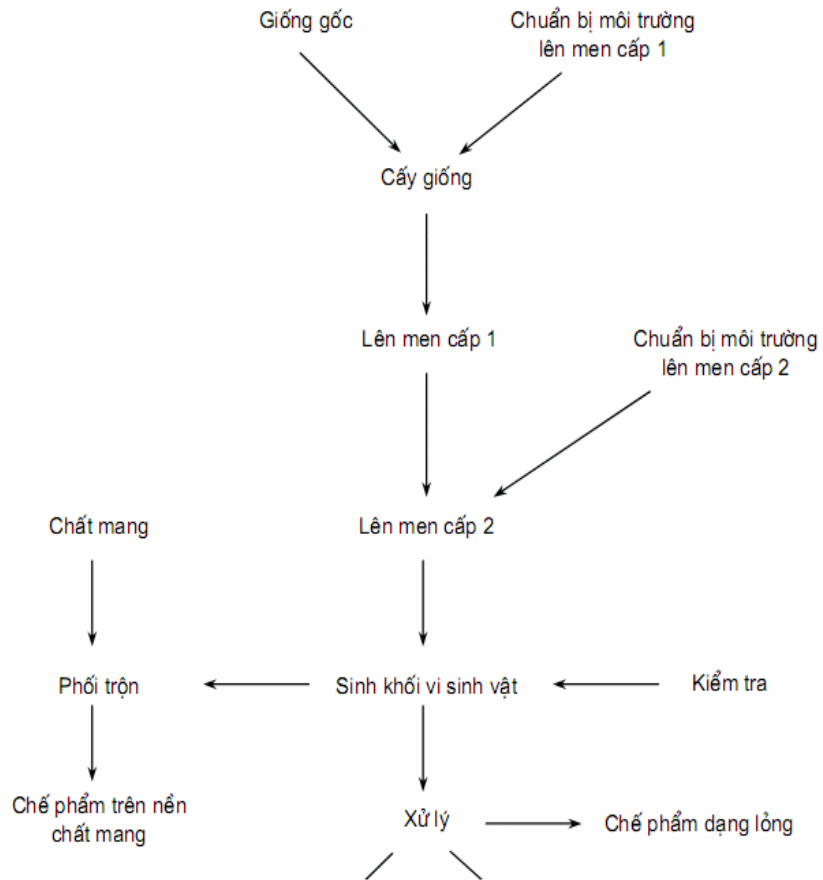 Giống gốc
Chuẩn bị môi trường
lên men cấp 1
Cấy giống
Lên men cấp 1
Chuẩn bị môi trường
lên men cấp 2
Chất mang
Lên men cấp 2
Phối trộn
Sinh khối vi sinh vật
Kiểm tra
Chế phẩm trên nền
chất mang
Xử lý
Chế phẩm dạng lỏng